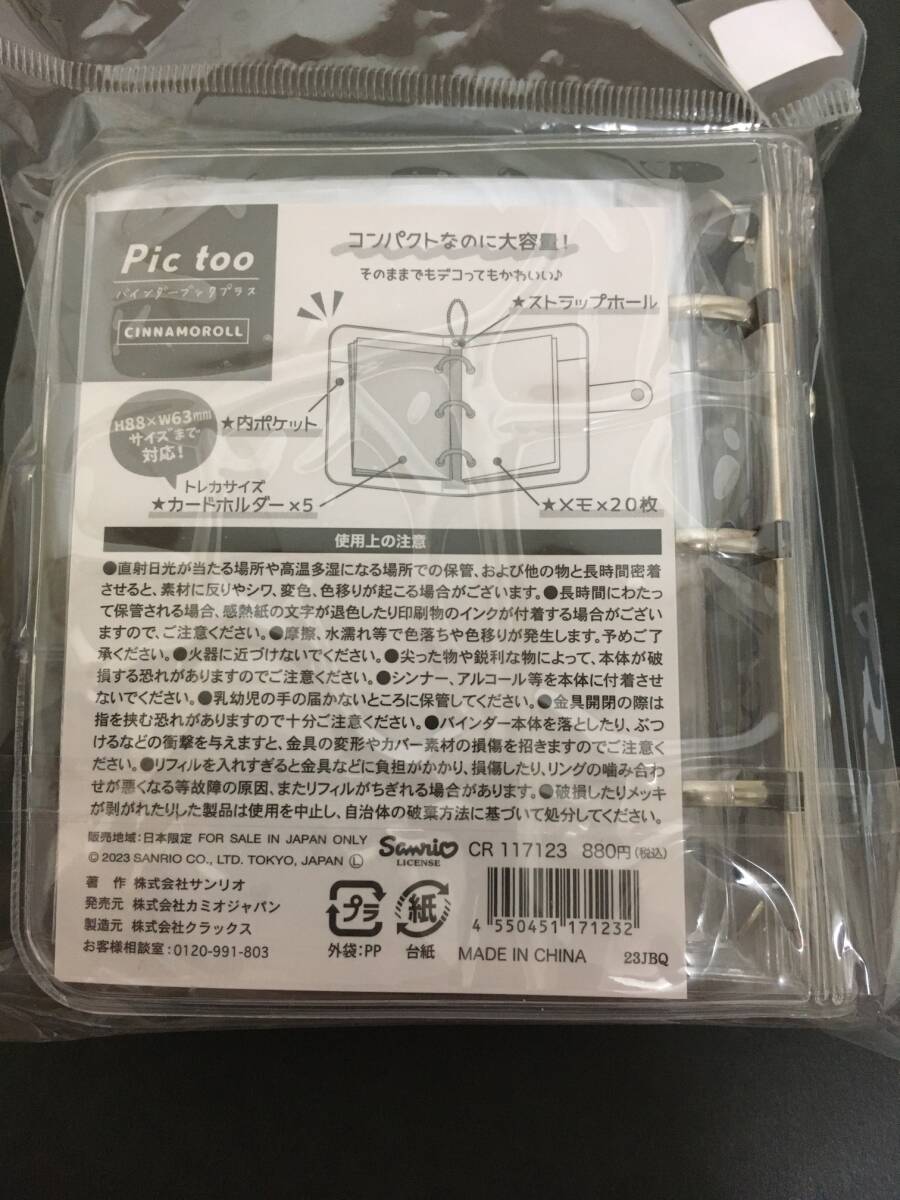 Pic too
バインダーブックプラス
CINNAMOROLL
コンパクトなのに大容量!
そのままでもデコってもかわいい♪
★ストラップホール
H88×W63mm
サイズまで
対応!
★内ポケット
トレカサイズ
★カードホルダー×5
★メモ×20枚
使用上の注意
●直射日光が当たる場所や高温多湿になる場所での保管、および他の物と長時間密着
させると、素材に反りやシワ、変色、色移りが起こる場合がございます。●長時間にわたっ
て保管される場合、感熱紙の文字が退色したり印刷物のインクが付着する場合がござい
ますので、ご注意ください。●摩擦、水濡れ等で色落ちや色移りが発生します。予めご了
承ください。●火器に近づけないでください。●尖った物や鋭利な物によって、本体が破
損する恐れがありますのでご注意ください。●シンナー、アルコール等を本体に付着させ
ないでください。●乳幼児の手の届かないところに保管してください。●金具開閉の際は
指を挟む恐れがありますので十分ご注意ください。●バインダー本体を落としたり、ぶつ
けるなどの衝撃を与えますと、金具の変形やカバー素材の損傷を招きますのでご注意く
ださい。●リフィルを入れすぎると金具などに負担がかかり、損傷したり、リングの噛み合わ
せが悪くなる等故障の原因、またリフィルがちぎれる場合があります。●破損したりメッキ
が剥がれたりした製品は使用を中止し、自治体の破棄方法に基づいて処分してください。
販売地域:日本限定 FOR SALE IN JAPAN ONLY
© 2023 SANRIO CO., LTD. TOKYO, JAPAN Ⓛ
Sanrio
LICENSE
CR 117123 880円(税込)
著 作 株式会社サンリオ
発売元 株式会社カミオジャパン
製造元 株式会社クラックス
お客様相談室:0120-991-803
プラ
外袋:PP
紙
台紙
4 550451 171232
MADE IN CHINA
23JBQ